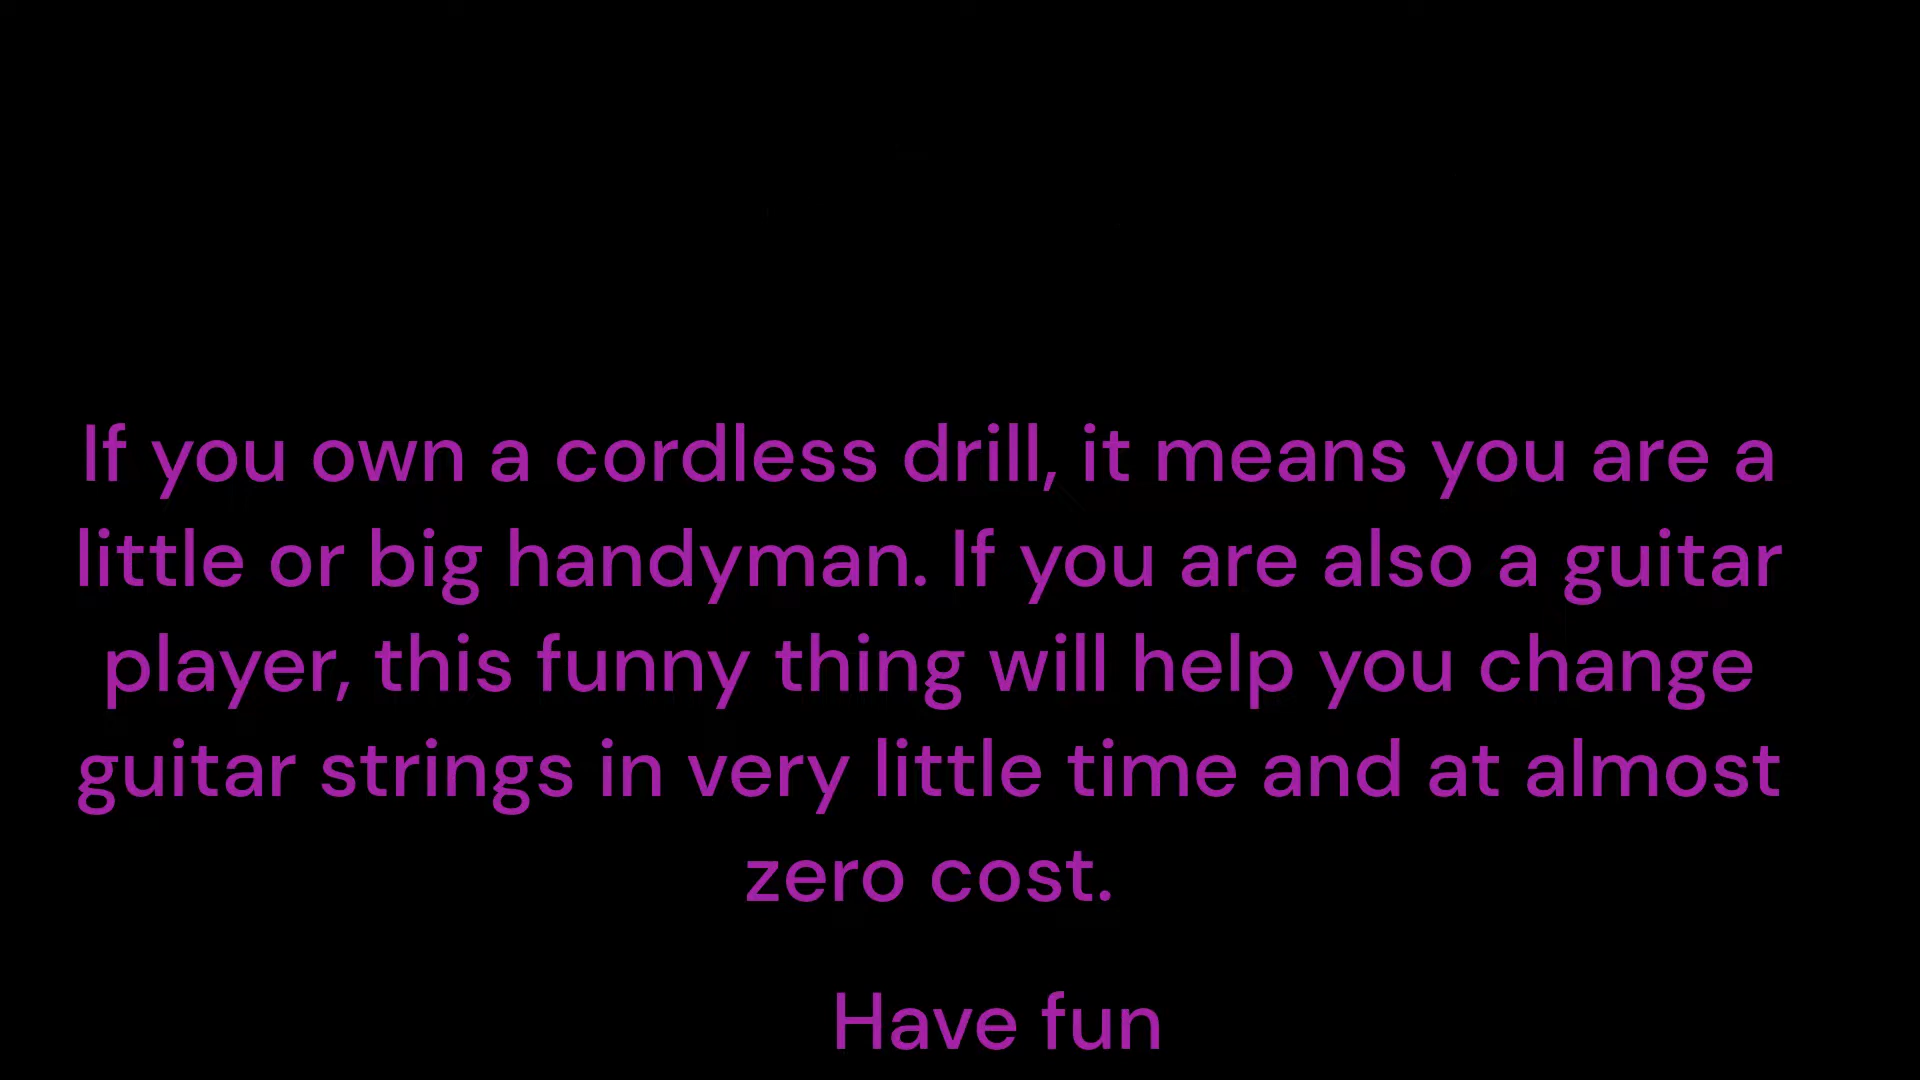 If you own a cordless drill, it means you are a
little or big handyman. If you are also a guitar
player, this funny thing will help you change
guitar strings in very little time and at almost
zero cost.
Have fun